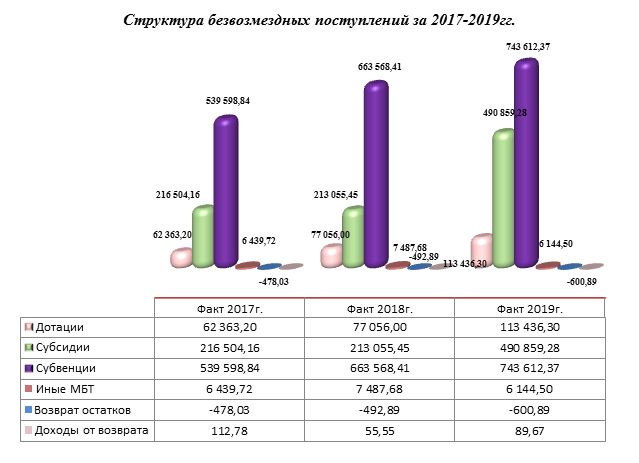 Структура безвозмездных поступлений за 2017-2019гг.
743 612,37
663 568,41
539 598,84
490 859,28
216 504,16
213 055,45
62 363,20
77 056,00
6 439,72
7 487,68
6 144,50
-492,89
113 436,30
-478,03
-600,89
Факт 2017г. Факт 2018г. Факт 2019г.
Дотации 62 363,20 77 056,00 113 436,30
Субсидии 216 504,16 213 055,45 490 859,28
Субвенции 539 598,84 663 568,41 743 612,37
Иные МБТ 6 439,72 7 487,68 6 144,50
Возврат остатков -478,03 -492,89 -600,89
Доходы от возврата 112,78 55,55 89,67